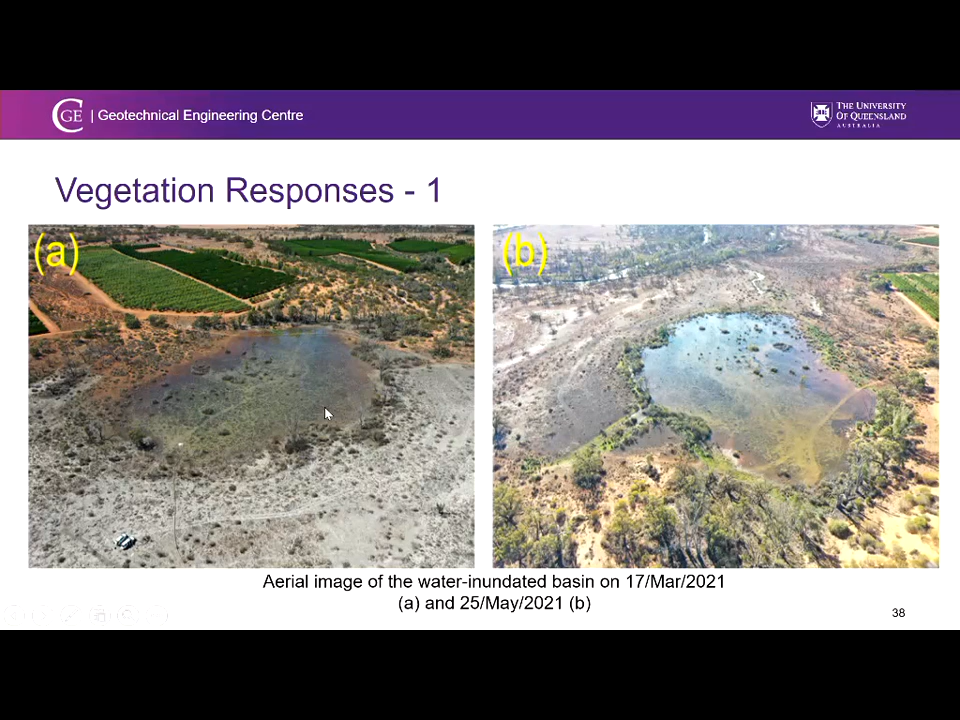 CGE | Geotechnical Engineering Centre
THE UNIVERSITY
OF QUEENSLAND
AUSTRALIA
Vegetation Responses - 1
(a)
(b)
Aerial image of the water-inundated basin on 17/Mar/2021
(a) and 25/May/2021 (b)
38